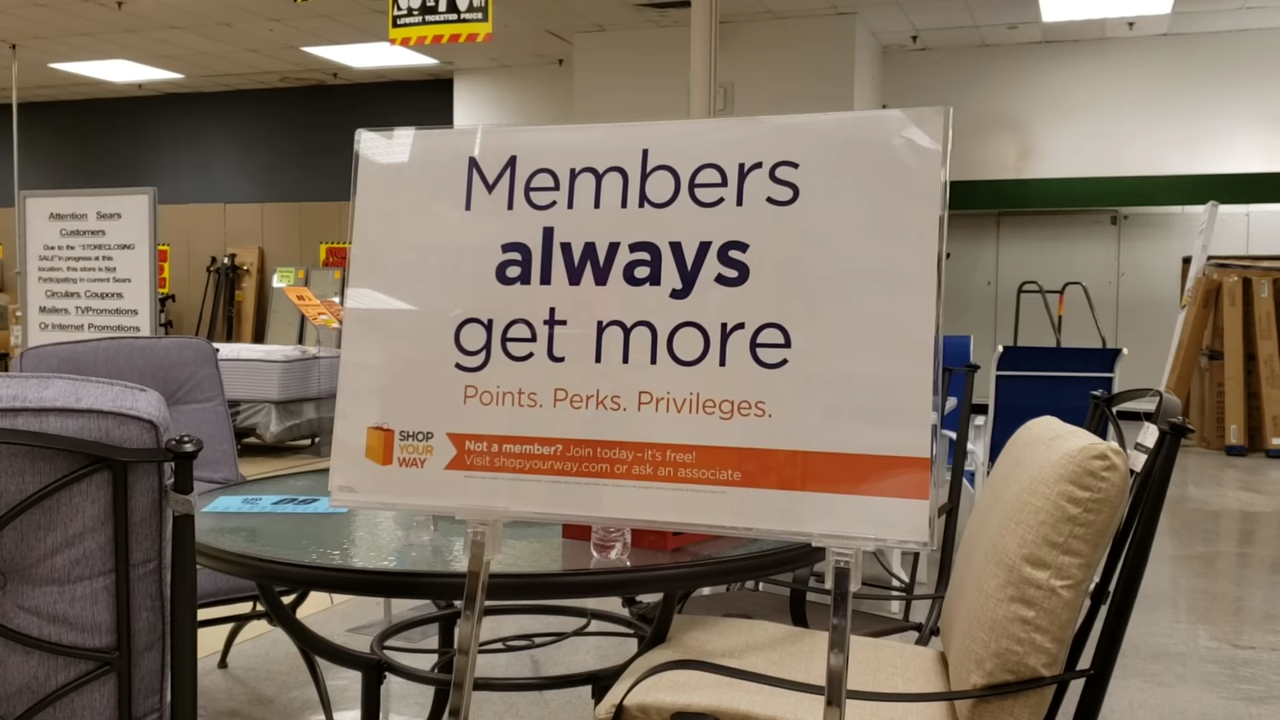 LOWEST TICKETED PRICE
Members
always
get more
Points. Perks. Privileges.
SHOP
YOUR
WAY
Not a member? Join today-it's free!
Visit shopyourway.com or ask an associate
Attention Sears
Customers
Due to the "STORECLOSING
SALE" in progress at this
location, this store is Not
Participating in current Sears
Circulars, Coupons,
Mailers, TVPromotions
Or Internet Promotions